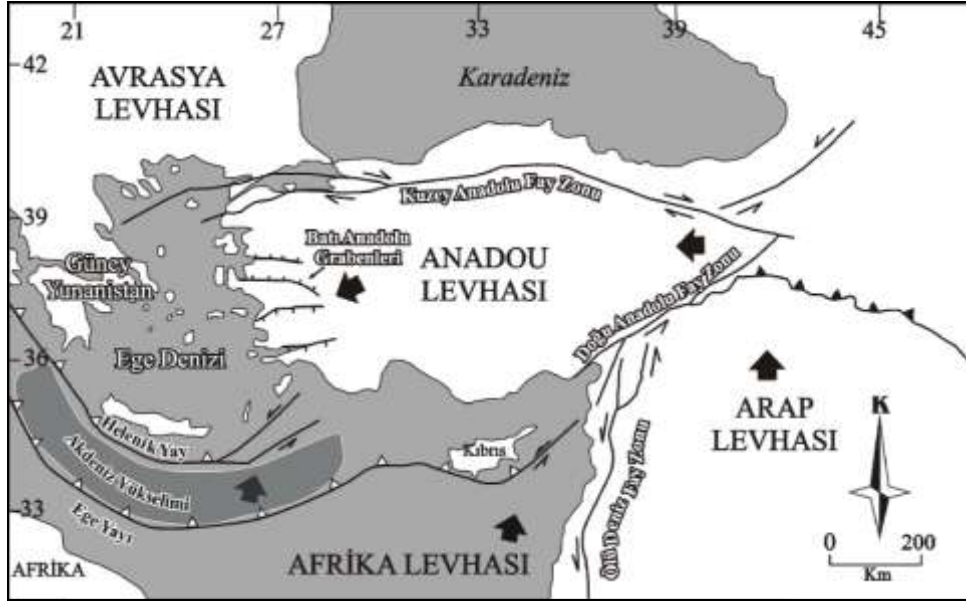 21 27 33 39 45
42
AVRASYA
LEVHASI
Karadeniz
Kuzey Anadolu Fay Zonu
39
Batı Anadolu
Grabenleri
Güney
Yunanistan
ANADOU
LEVHASI
Doğu Anadolu Fay Zonu
Ege Denizi
36
ARAP
LEVHASI
K
Helenik Yay
Akdeniz Yükselimi
Kıbrıs
Ölü Deniz Fay Zonu
33
Ege Yayı
AFRİKA
AFRİKA LEVHASI
0 200
Km